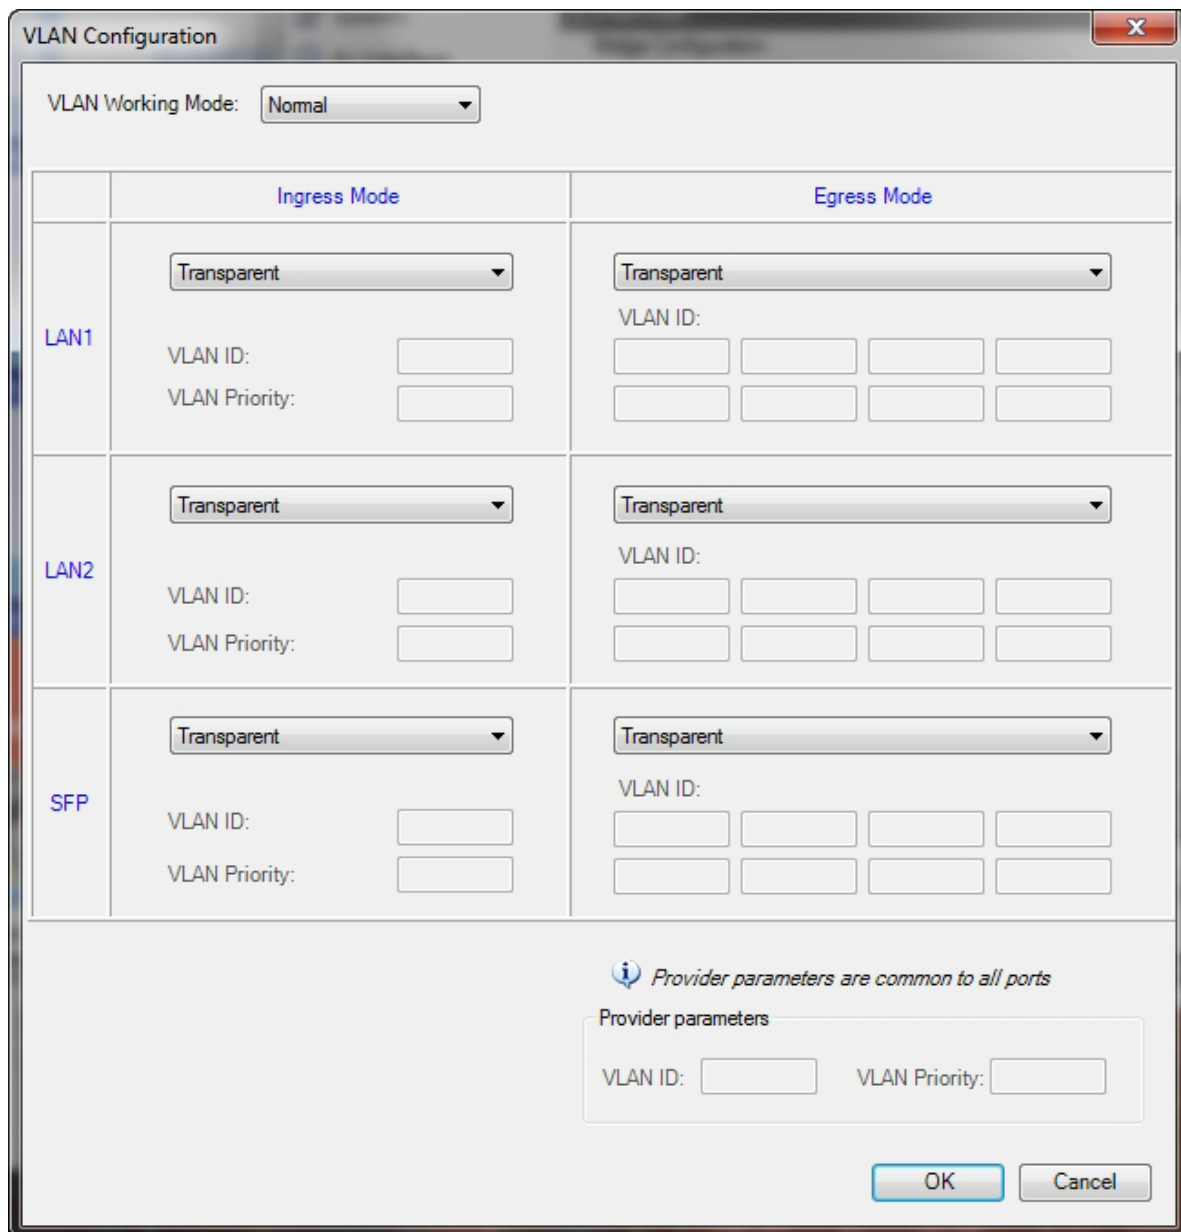 VLAN Configuration
VLAN Working Mode: Normal
Ingress Mode Egress Mode
LAN1
Transparent Transparent
VLAN ID:
VLAN ID:
VLAN Priority:
LAN2
Transparent Transparent
VLAN ID:
VLAN ID:
VLAN Priority:
SFP
Transparent Transparent
VLAN ID:
VLAN ID:
VLAN Priority:
Provider parameters are common to all ports
Provider parameters
VLAN ID: VLAN Priority:
OK Cancel